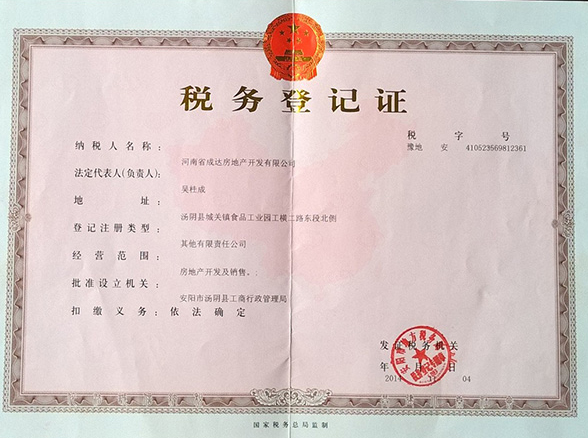 税务登记证
税 字 号
豫地 安 410523569812361
纳税人名称:
河南省成达房地产开发有限公司
法定代表人(负责人):
吴柱成
地址:
汤阴县城关镇食品工业园工横二路东段北侧
登记注册类型:
其他有限责任公司
经营范围:
房地产开发及销售。;
批准设立机关:
安阳市汤阴县工商行政管理局
扣缴义务:依法确定
发证税务机关
年 月 日
2014 04
国家税务总局监制